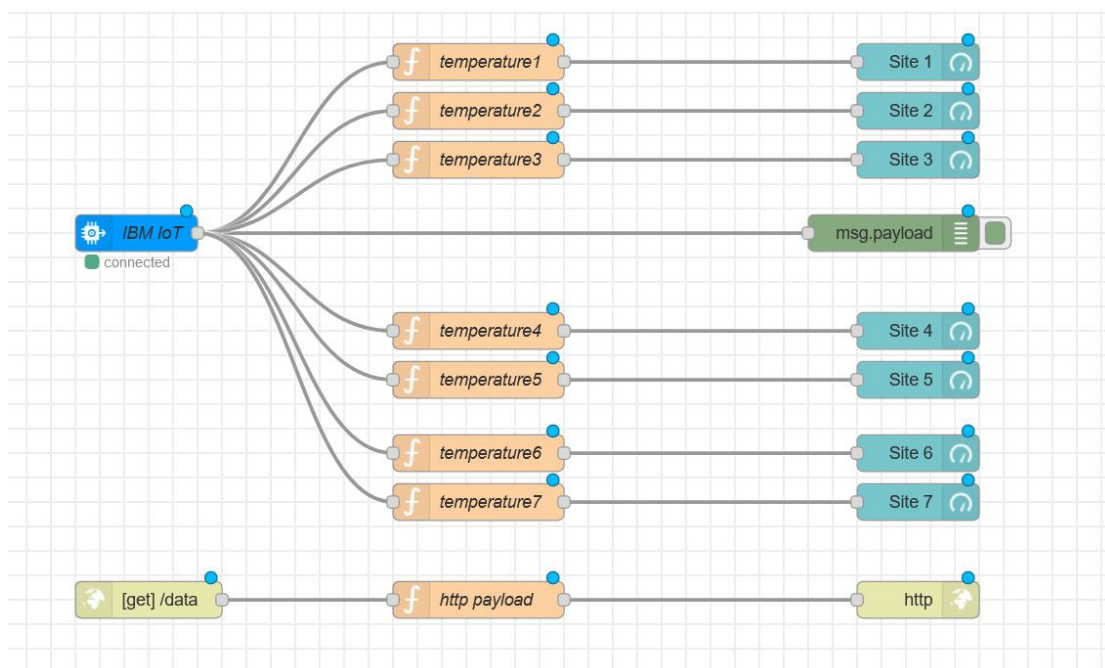 temperature1
Site 1
temperature2
Site 2
temperature3
Site 3
IBM IoT
msg.payload
connected
temperature4
Site 4
temperature5
Site 5
temperature6
Site 6
temperature7
Site 7
[get] /data
http payload
http